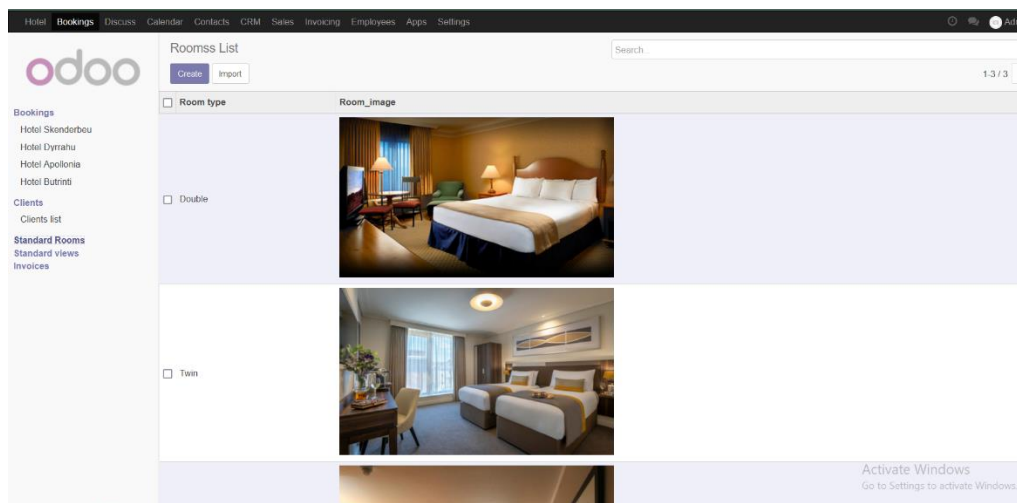 Hotel Bookings Discuss Calendar Contacts CRM Sales Invoicing Employees Apps Settings
Roomss List
Search...
odoo
Create Import
1-3 / 3
Room type Room_image
Bookings
Hotel Skenderbeu
Hotel Dyrrahu
Hotel Apollonia
Hotel Butrinti
Clients
Clients list
Standard Rooms
Standard views
Invoices
Double
Twin
Activate Windows
Go to Settings to activate Windows.